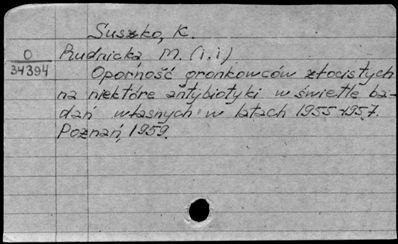 Suszko, K.
Rudnicka, M. (i.i)
O
34394
Oporność gronkowców złocistych
na niektóre antybiotyki w świetle ba-
dań własnych w latach 1955-1957.
Poznań, 1959.